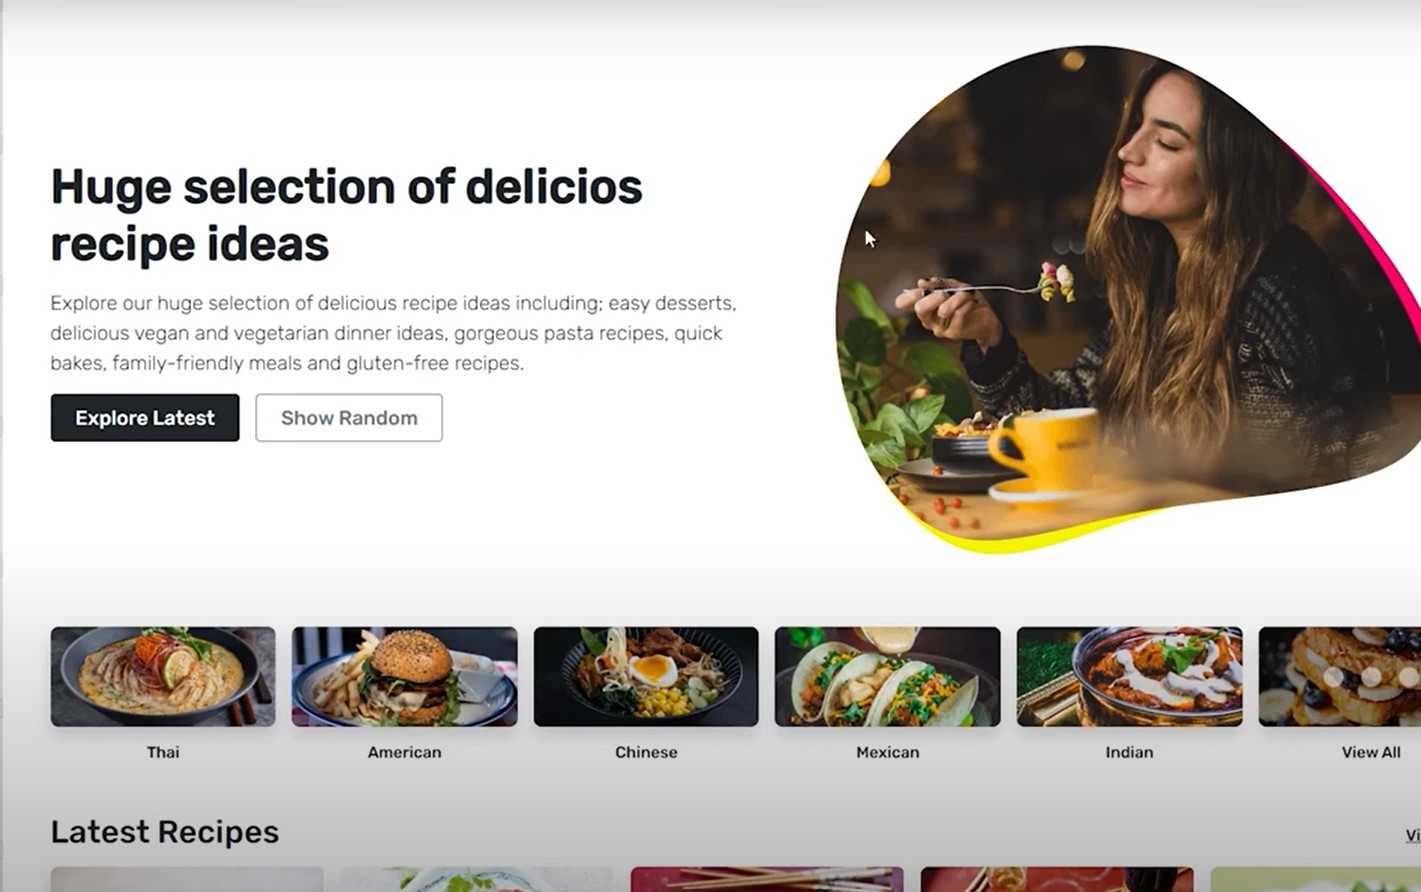 Huge selection of delicios
recipe ideas
Explore our huge selection of delicious recipe ideas including; easy desserts,
delicious vegan and vegetarian dinner ideas, gorgeous pasta recipes, quick
bakes, family-friendly meals and gluten-free recipes.
Explore Latest Show Random
Thai American Chinese Mexican Indian View All
Latest Recipes